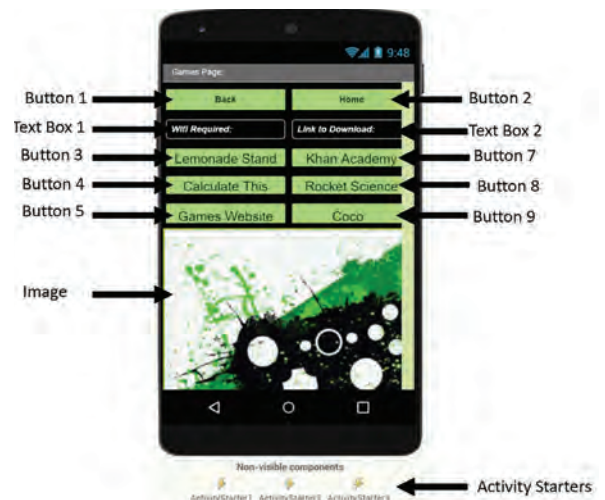 9:48
Games Page:
Button 1 Back Home Button 2
Text Box 1 Wifi Required: Link to Download: Text Box 2
Button 3 Lemonade Stand Khan Academy Button 7
Button 4 Calculate This Rocket Science Button 8
Button 5 Games Website Coco Button 9
Image
Non-visible components
ActivityStarter1 ActivityStarter2 Activity Starters